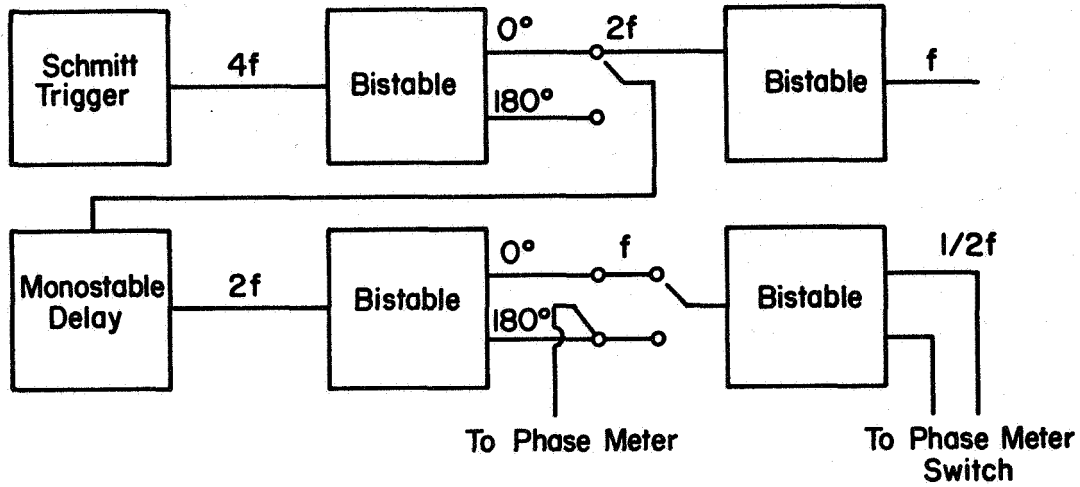 Schmitt
Trigger
4f
Bistable
0°
180°
2f
Bistable
f
Monostable
Delay
2f
Bistable
0°
180°
f
Bistable
1/2f
To Phase Meter
To Phase Meter
Switch